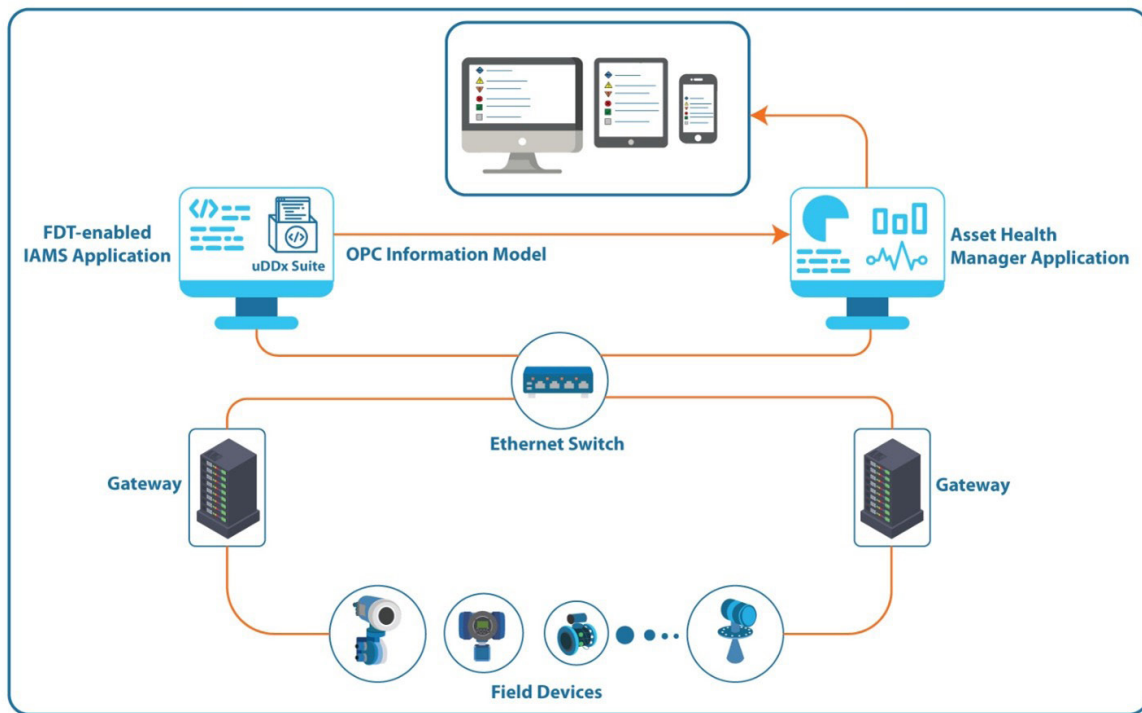 FDT-enabled
IAMS Application
</>
uDDx Suite
OPC Information Model
Asset Health
Manager Application
Ethernet Switch
Gateway
Gateway
Field Devices